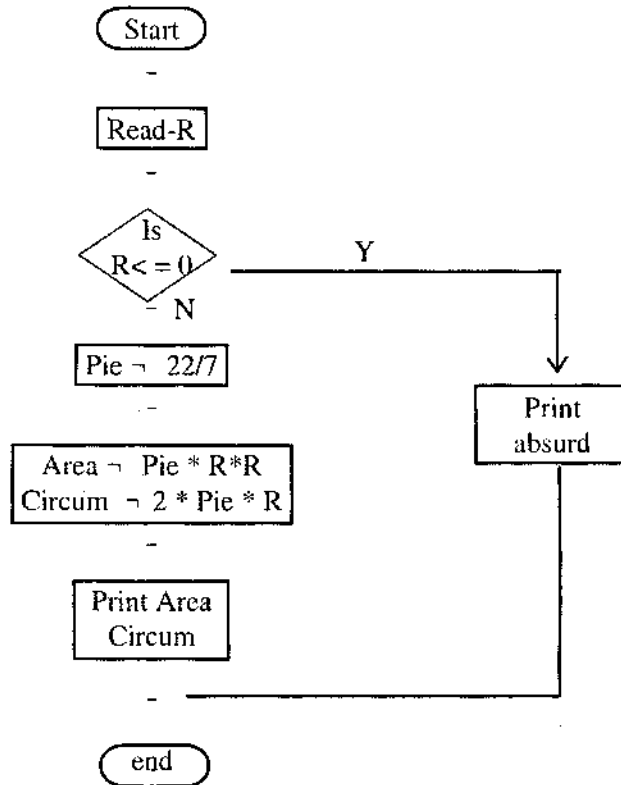 Start
Read-R
Is
R< = 0
Y
N
Pie ¬ 22/7
Print
absurd
Area ¬ Pie * R*R
Circum ¬ 2 * Pie * R
Print Area
Circum
end